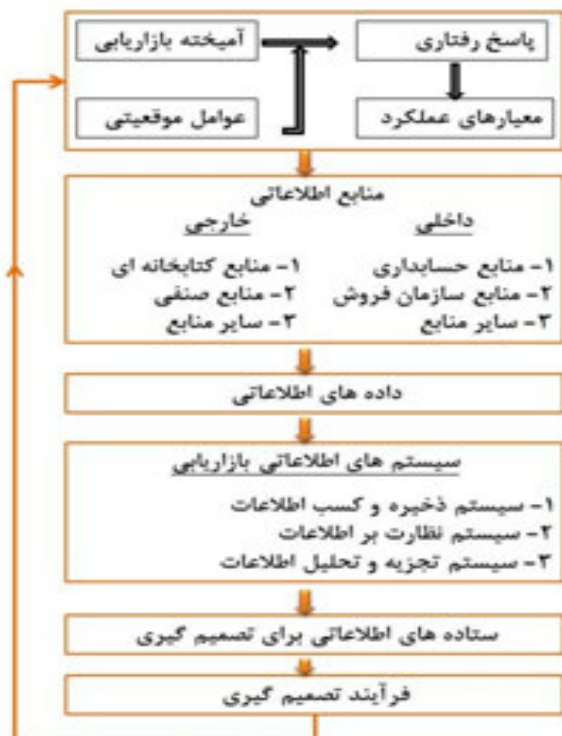 پاسخ رفتاری
آمیخته بازاریابی
معیارهای عملکرد
عوامل موقعیتی
منابع اطلاعاتی
داخلی
۱- منابع حسابداری
۲- منابع سازمان فروش
۳- سایر منابع
خارجی
۱- منابع کتابخانه ای
۲- منابع صنفی
۳- سایر منابع
داده های اطلاعاتی
سیستم های اطلاعاتی بازاریابی
۱- سیستم ذخیره و کسب اطلاعات
۲- سیستم نظارت بر اطلاعات
۳- سیستم تجزیه و تحلیل اطلاعات
ستاده های اطلاعاتی برای تصمیم گیری
فرآیند تصمیم گیری